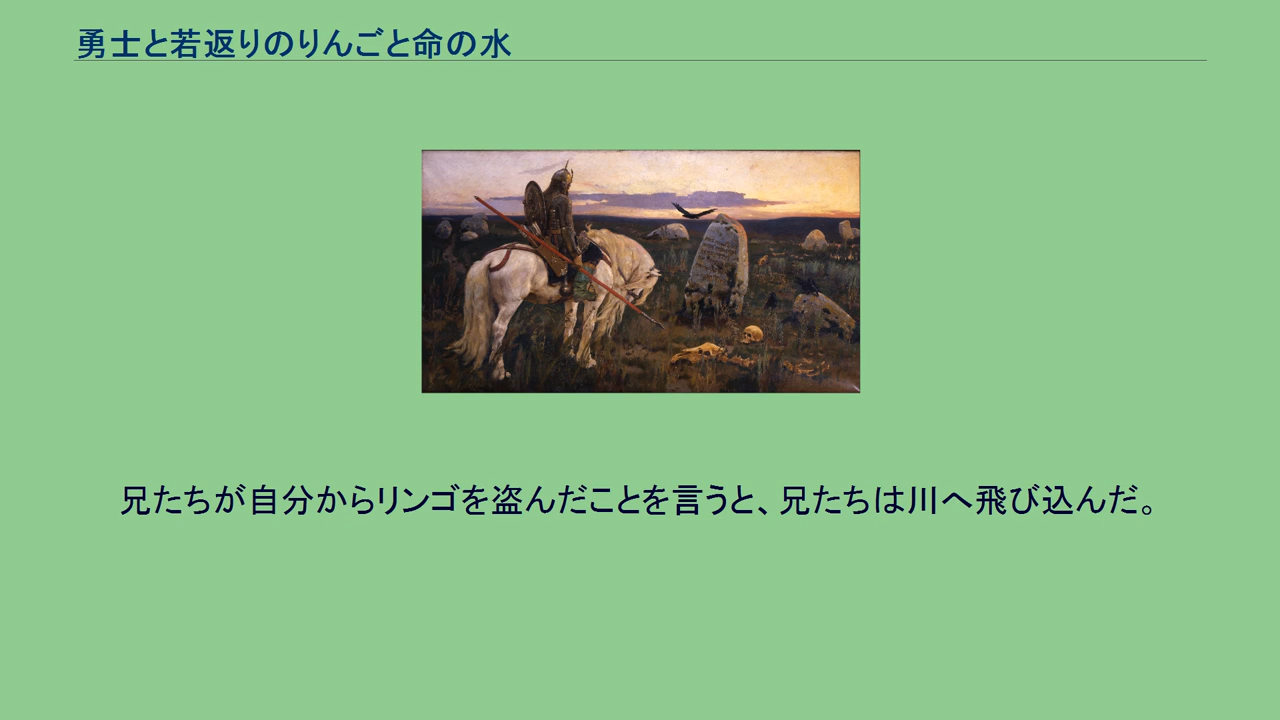 勇士と若返りのりんごと命の水
兄たちが自分からリンゴを盗んだことを言うと、兄たちは川へ飛び込んだ。